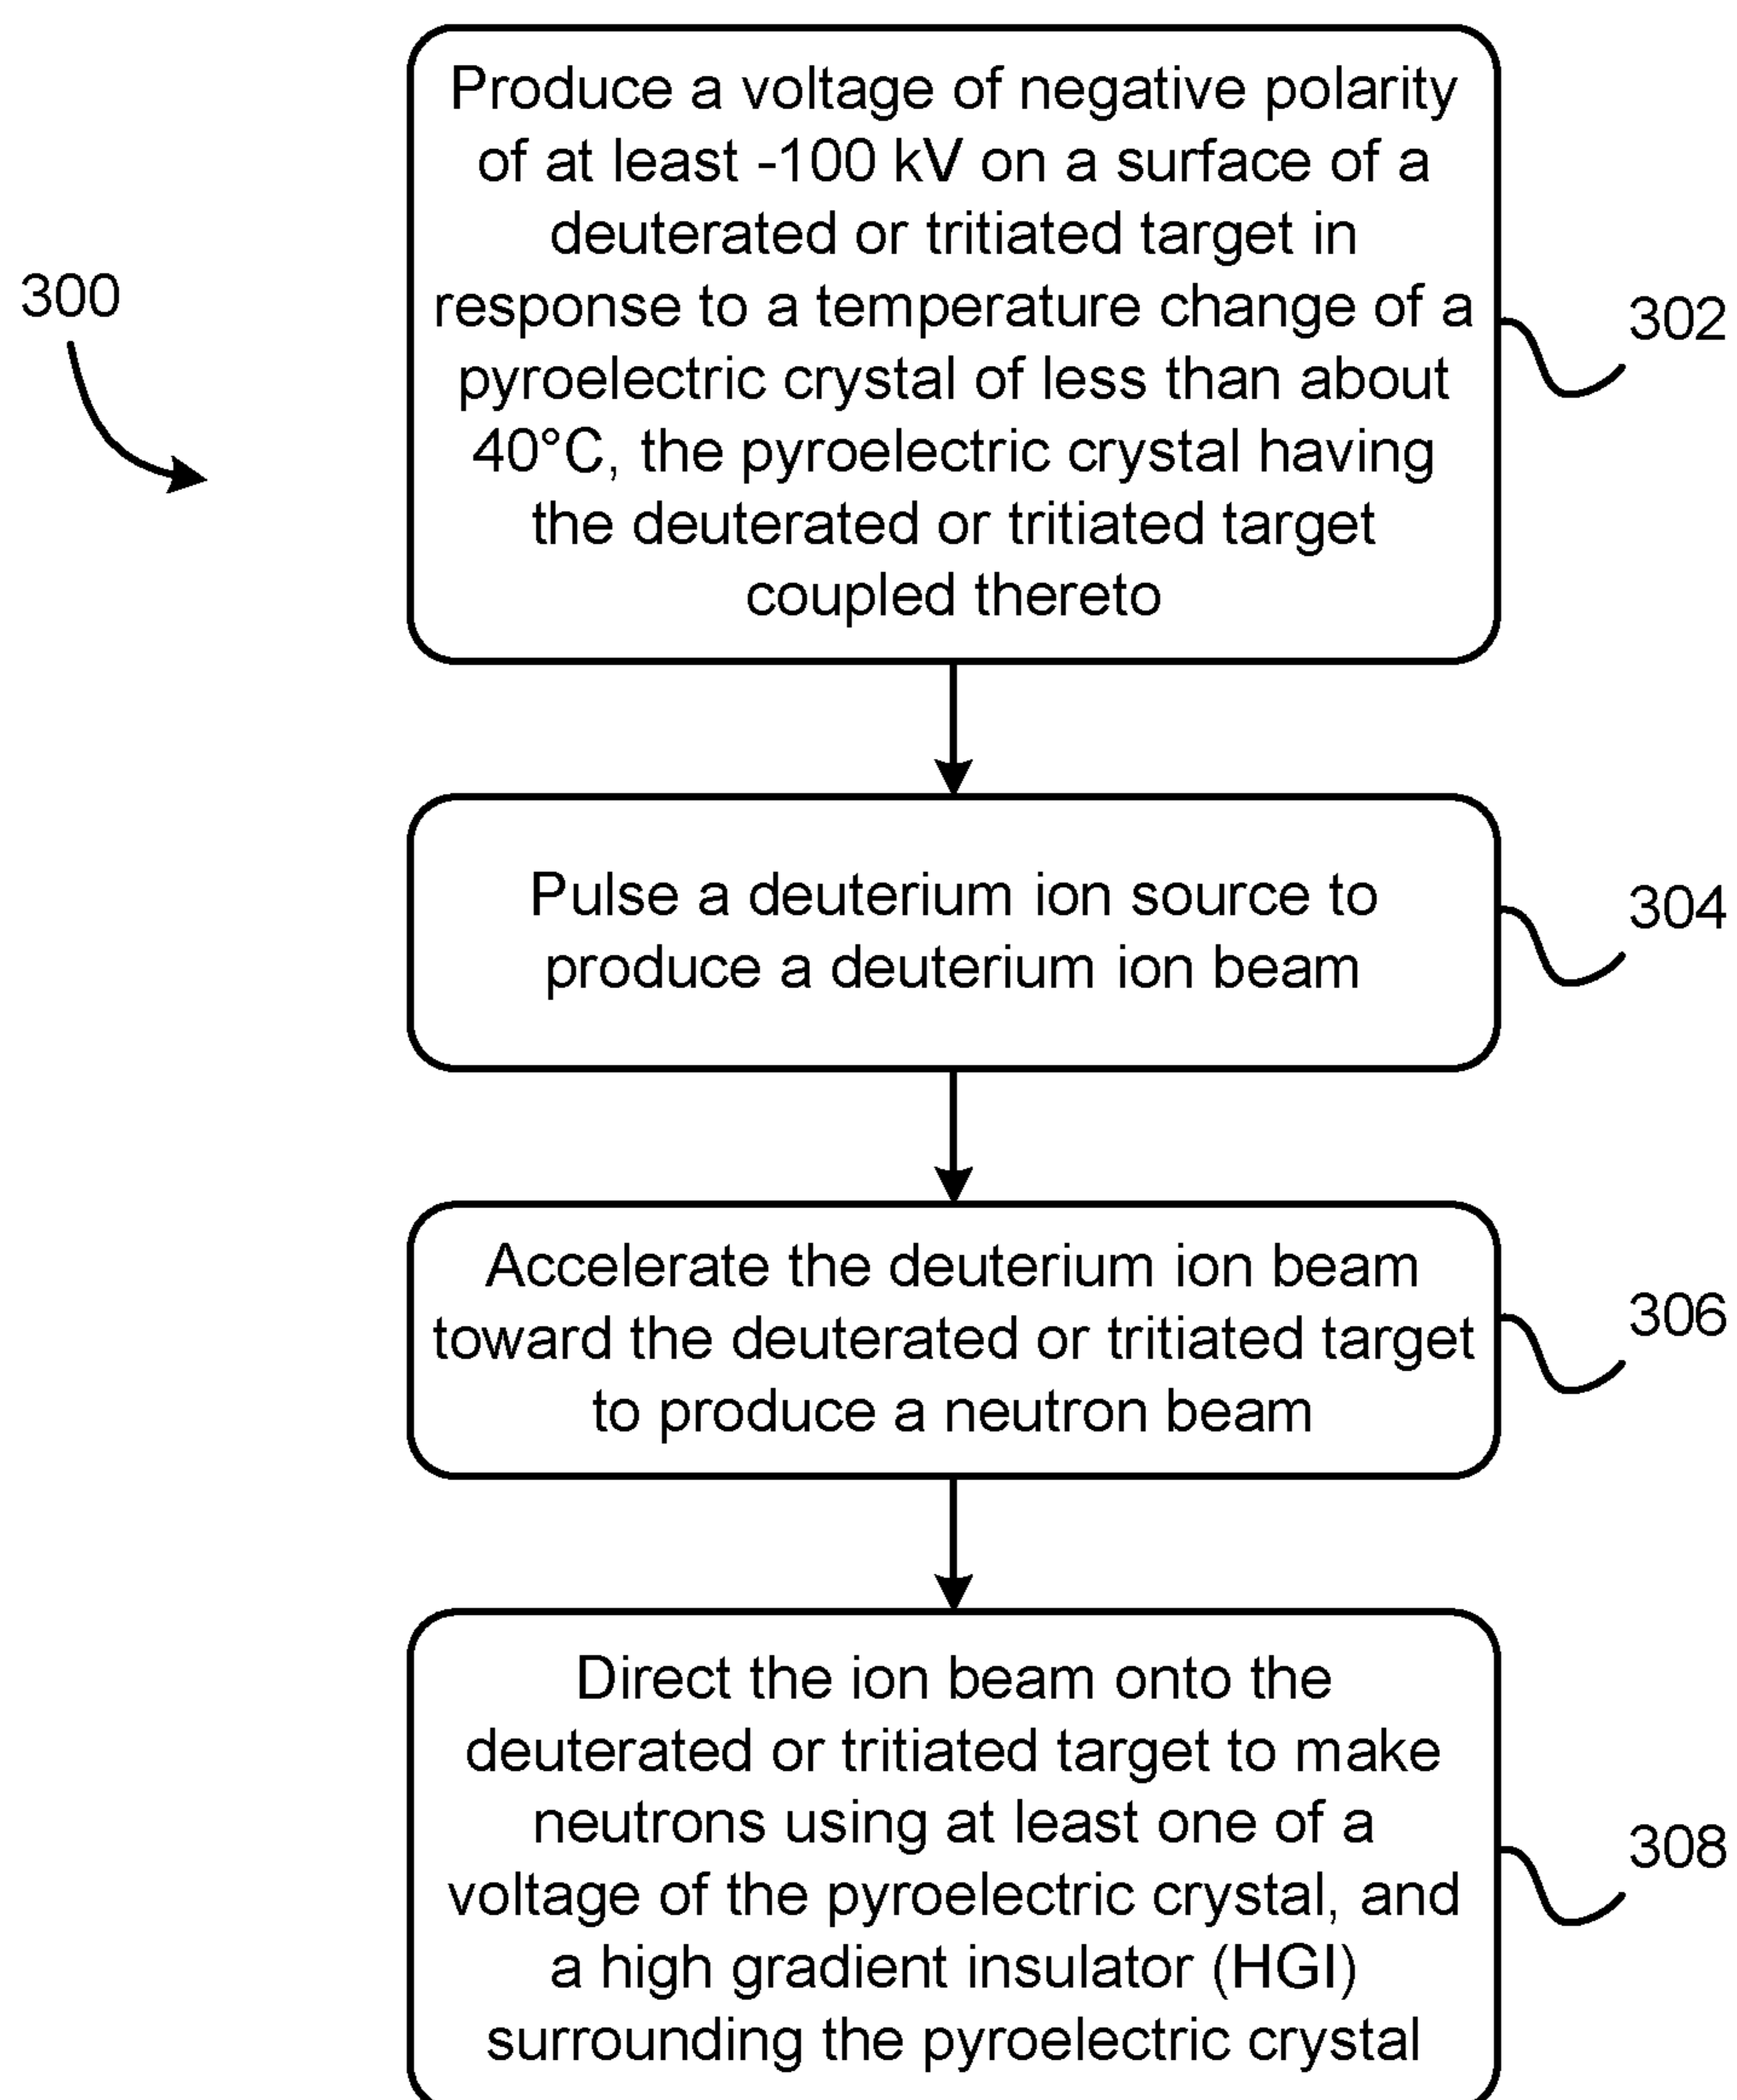 300
Produce a voltage of negative polarity
of at least -100 kV on a surface of a
deuterated or tritiated target in
response to a temperature change of a
pyroelectric crystal of less than about
40°C, the pyroelectric crystal having
the deuterated or tritiated target
coupled thereto
302
Pulse a deuterium ion source to
produce a deuterium ion beam
304
Accelerate the deuterium ion beam
toward the deuterated or tritiated target
to produce a neutron beam
306
Direct the ion beam onto the
deuterated or tritiated target to make
neutrons using at least one of a
voltage of the pyroelectric crystal, and
a high gradient insulator (HGI)
surrounding the pyroelectric crystal
308